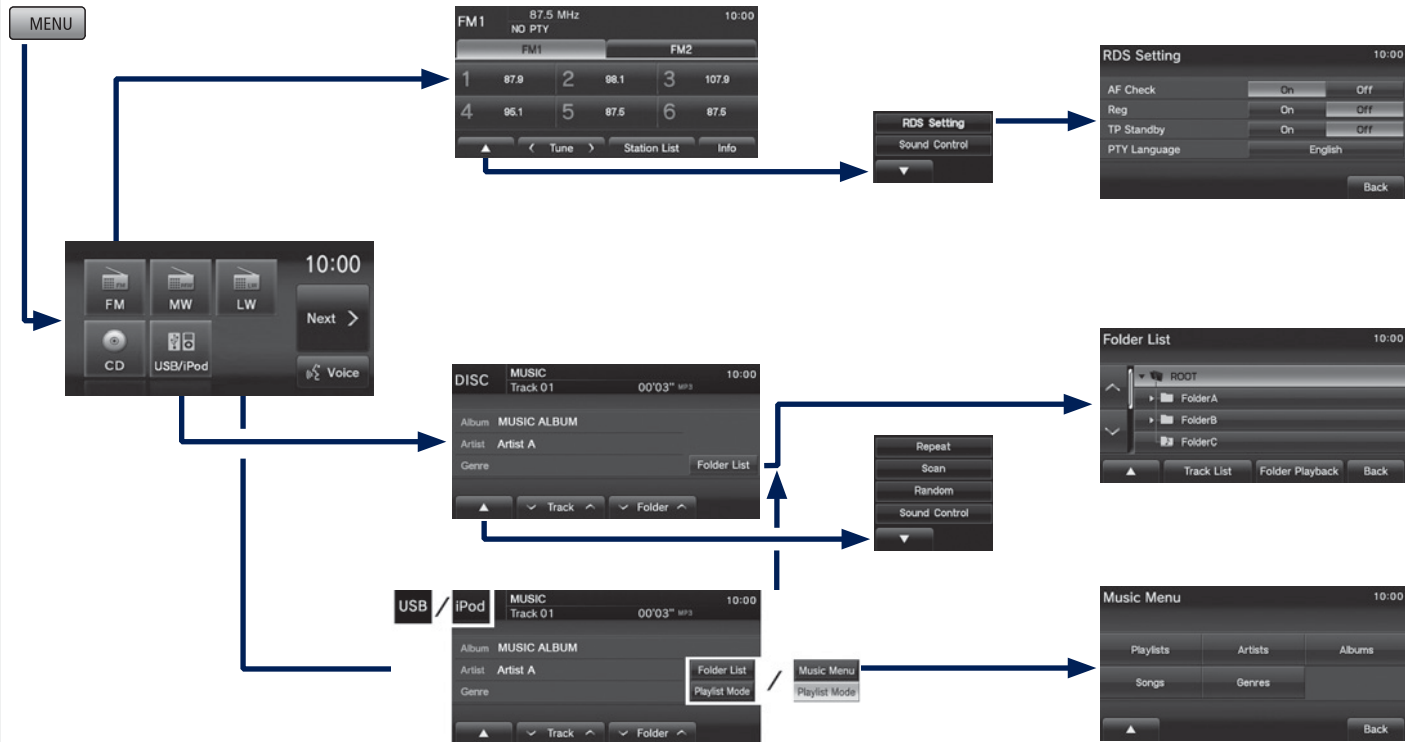 MENU
FM1 87.5 MHz 10:00
NO PTY
FM1 FM2
1 87.9 2 98.1 3 107.9
4 95.1 5 87.5 6 87.5
▲ < Tune > Station List Info
RDS Setting
Sound Control
▼
RDS Setting 10:00
AF Check On Off
Reg On Off
TP Standby On Off
PTY Language English
Back
10:00
FM MW LW
Next >
CD USB/iPod
Voice
DISC MUSIC 10:00
Track 01 00'03" MP3
Album MUSIC ALBUM
Artist Artist A
Genre Folder List
▲ Track Folder
Repeat
Scan
Random
Sound Control
▼
Folder List 10:00
ROOT
FolderA
FolderB
FolderC
▲ Track List Folder Playback Back
USB / iPod MUSIC 10:00
Track 01 00'03" MP3
Album MUSIC ALBUM
Artist Artist A
Genre
Folder List / Music Menu
Playlist Mode Playlist Mode
▲ Track Folder
Music Menu 10:00
Playlists Artists Albums
Songs Genres
▲ Back